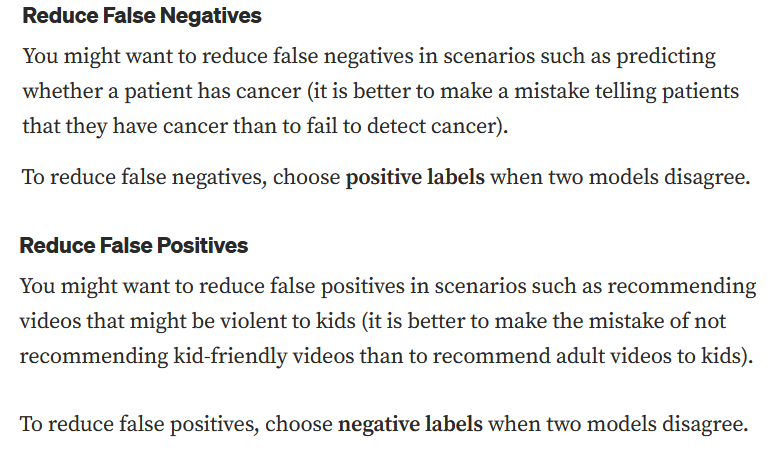 Reduce False Negatives
You might want to reduce false negatives in scenarios such as predicting
whether a patient has cancer (it is better to make a mistake telling patients
that they have cancer than to fail to detect cancer).
To reduce false negatives, choose positive labels when two models disagree.
Reduce False Positives
You might want to reduce false positives in scenarios such as recommending
videos that might be violent to kids (it is better to make the mistake of not
recommending kid-friendly videos than to recommend adult videos to kids).
To reduce false positives, choose negative labels when two models disagree.